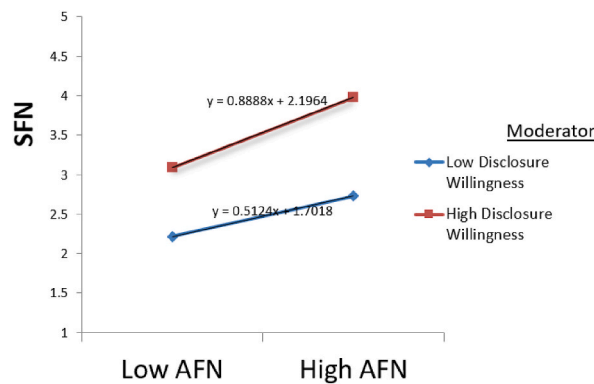 5
4.5
4
3.5
3
2.5
2
1.5
1
SFN
y = 0.8888x + 2.1964
y = 0.5124x + 1.7018
Low AFN
High AFN
Moderator
Low Disclosure
Willingness
High Disclosure
Willingness